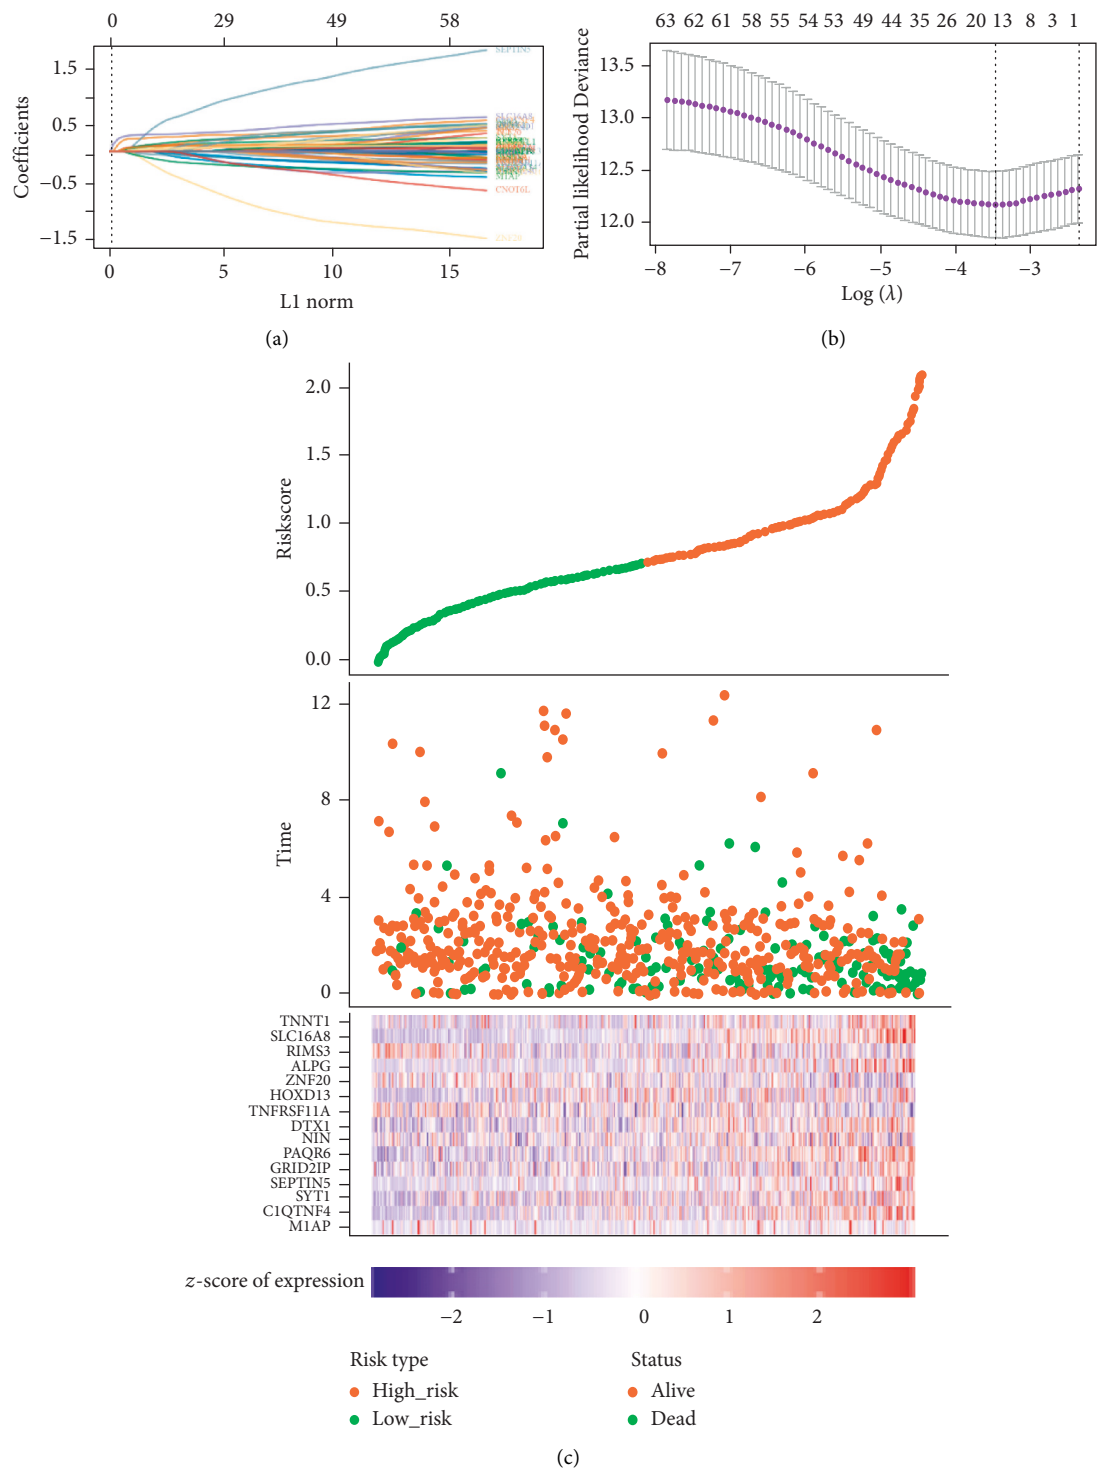 0 29 49 58
Coefficients
1.5
0.5
−0.5
−1.5
SEPTIN5
SLC16A8
CNOT6L
ZNF20
0 5 10 15
L1 norm
(a)
63 62 61 58 55 54 53 49 44 35 26 20 13 8 3 1
Partial likelihood Deviance
13.5
13.0
12.5
12.0
−8 −7 −6 −5 −4 −3
Log (λ)
(b)
Riskscore
2.0
1.5
1.0
0.5
0.0
Time
12
8
4
0
TNNT1
SLC16A8
RIMS3
ALPG
ZNF20
HOXD13
TNFRSF11A
DTX1
NIN
PAQR6
GRID2IP
SEPTIN5
SYT1
C1QTNF4
M1AP
z-score of expression
−2 −1 0 1 2
Risk type
High_risk
Low_risk
Status
Alive
Dead
(c)